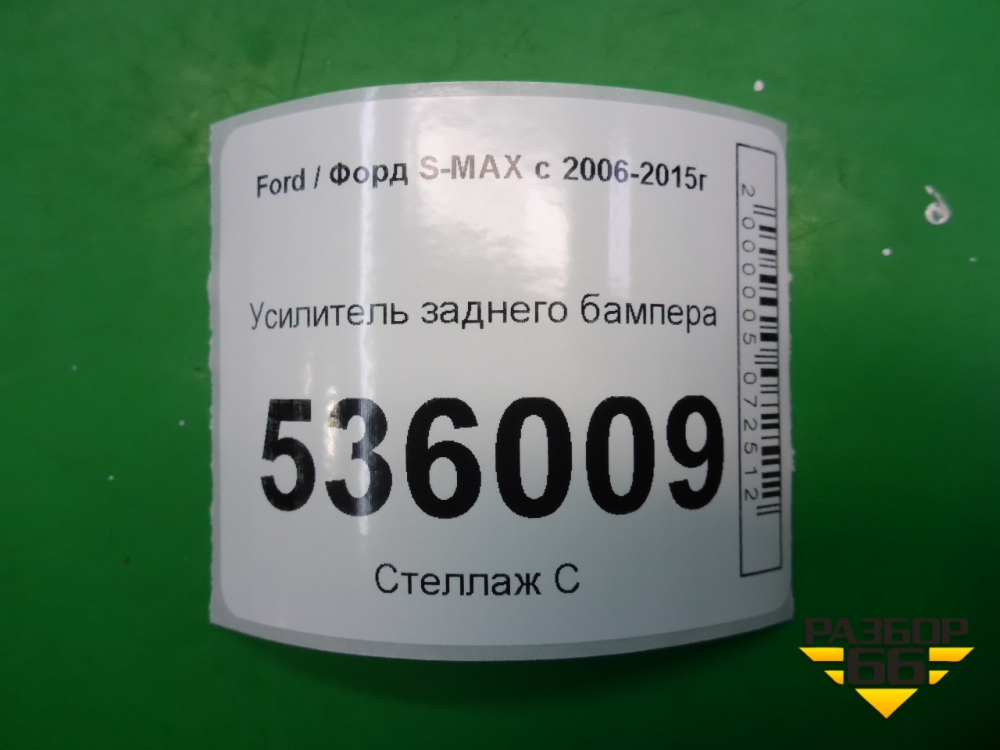 Ford / Форд S-MAX с 2006-2015г
Усилитель заднего бампера
536009
Стеллаж С
2000005072512
РАЗБОР
66